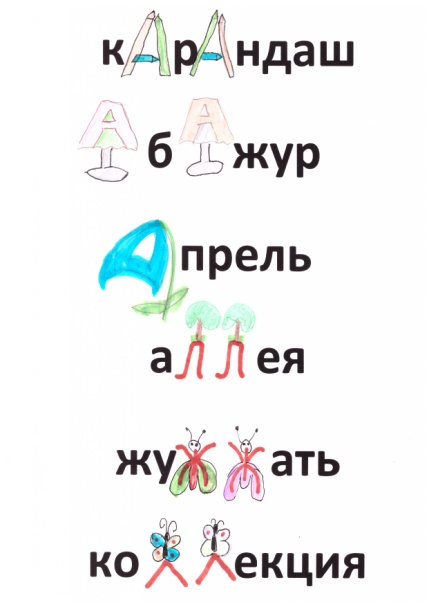 кАрАндаш
АбАжур
Апрель
аллея
жужжать
коллекция